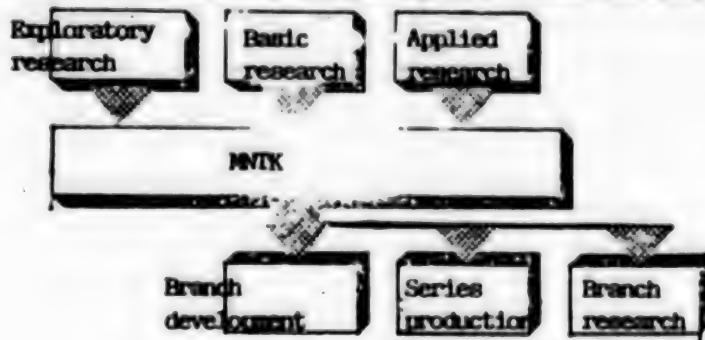 Exploratory
research
Basic
research
Applied
research
MNTK
Branch
development
Series
production
Branch
research